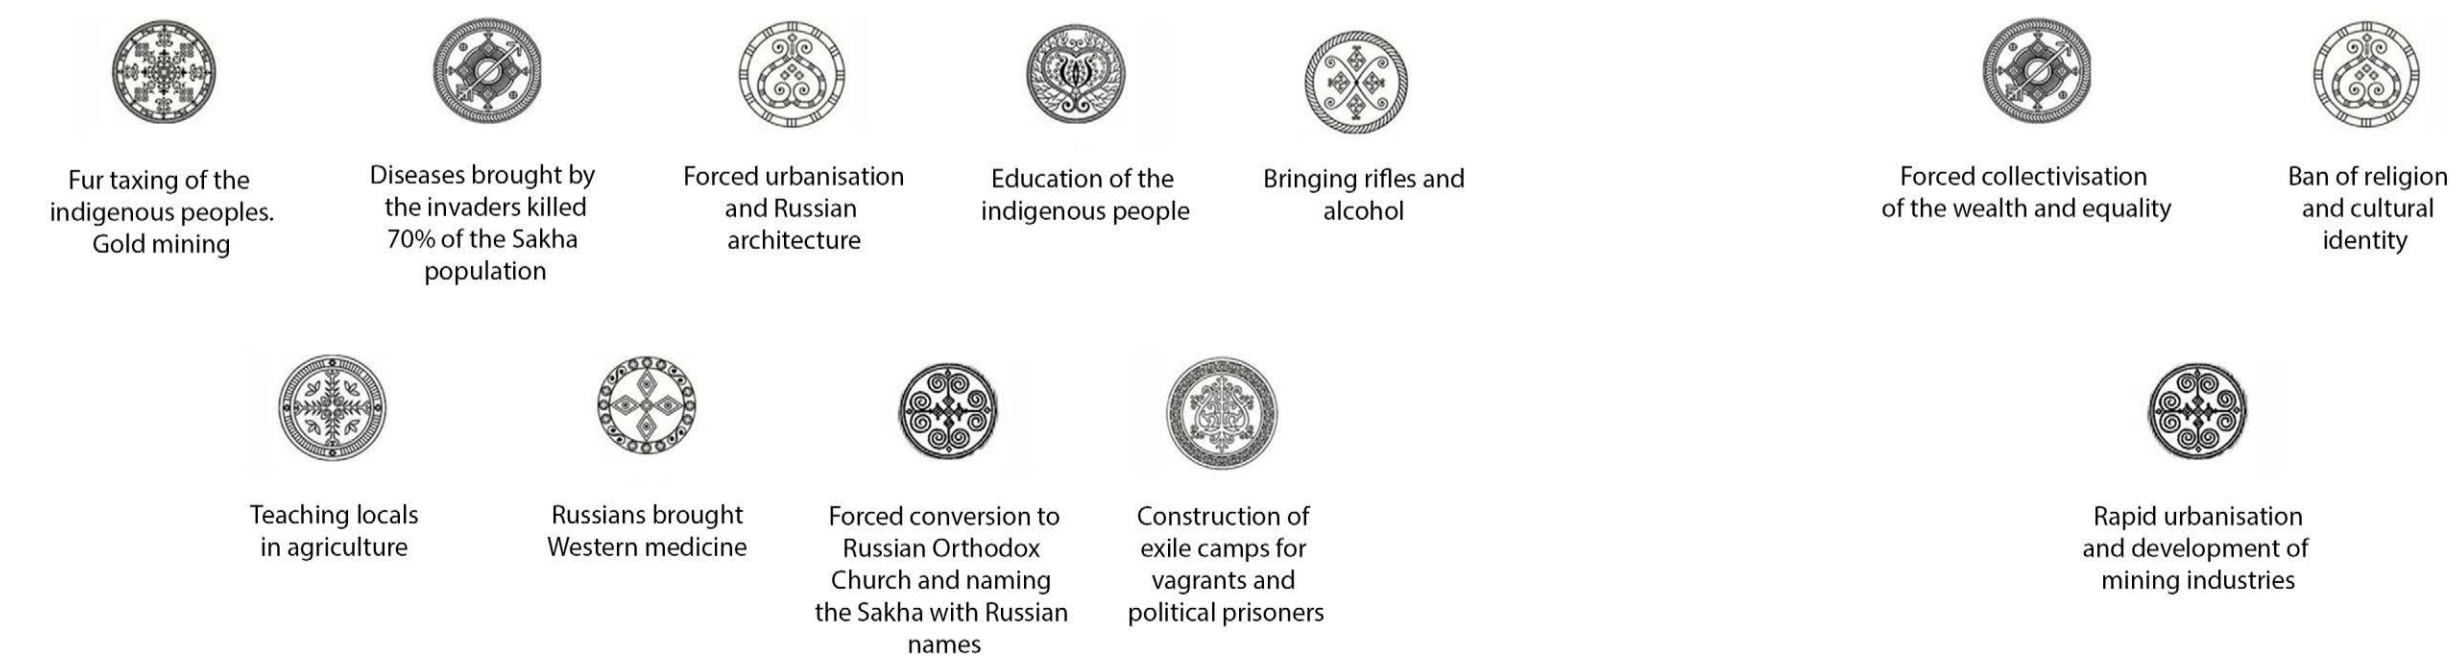 Fur taxing of the
indigenous peoples.
Gold mining
Diseases brought by
the invaders killed
70% of the Sakha
population
Forced urbanisation
and Russian
architecture
Education of the
indigenous people
Bringing rifles and
alcohol
Forced collectivisation
of the wealth and equality
Ban of religion
and cultural
identity
Teaching locals
in agriculture
Russians brought
Western medicine
Forced conversion to
Russian Orthodox
Church and naming
the Sakha with Russian
names
Construction of
exile camps for
vagrants and
political prisoners
Rapid urbanisation
and development of
mining industries